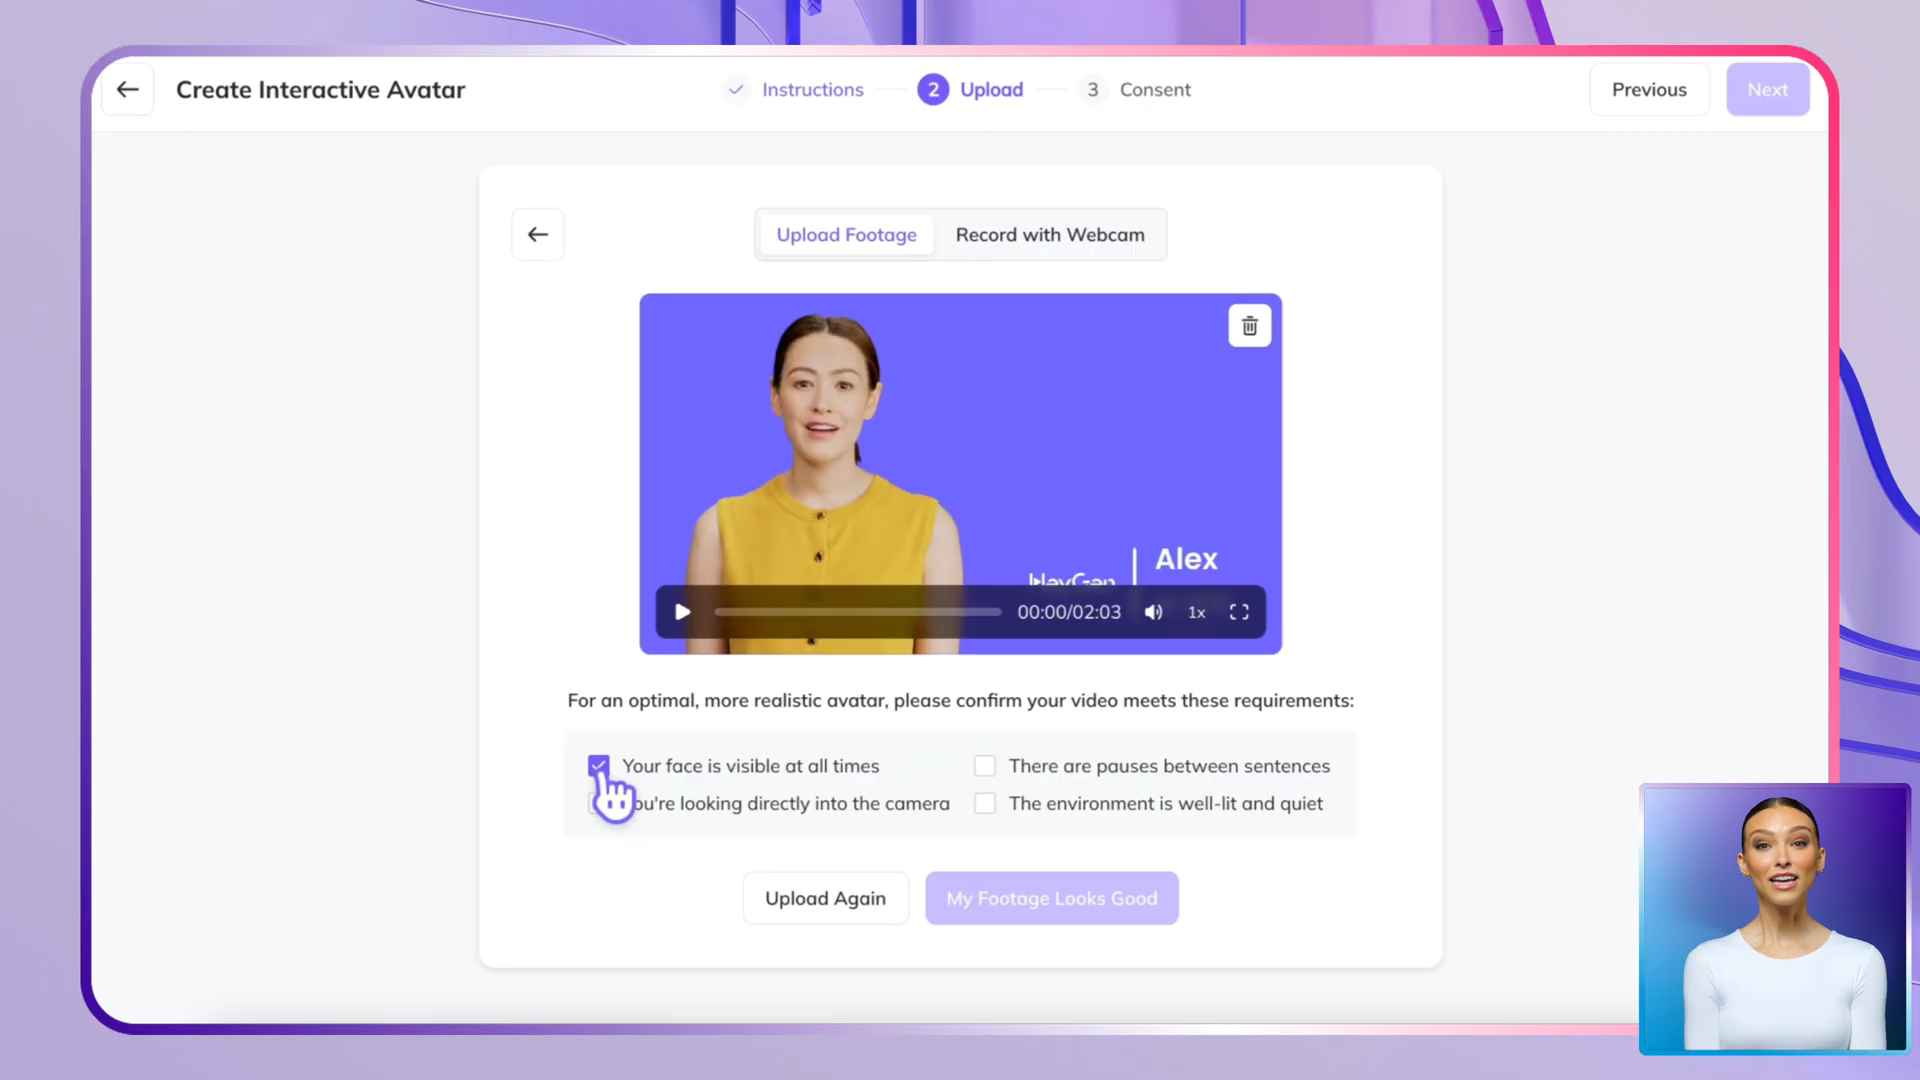 Create Interactive Avatar
Instructions
2 Upload
3 Consent
Previous
Next
Upload Footage
Record with Webcam
Alex
00:00/02:03
1x
For an optimal, more realistic avatar, please confirm your video meets these requirements:
Your face is visible at all times
There are pauses between sentences
ou're looking directly into the camera
The environment is well-lit and quiet
Upload Again
My Footage Looks Good